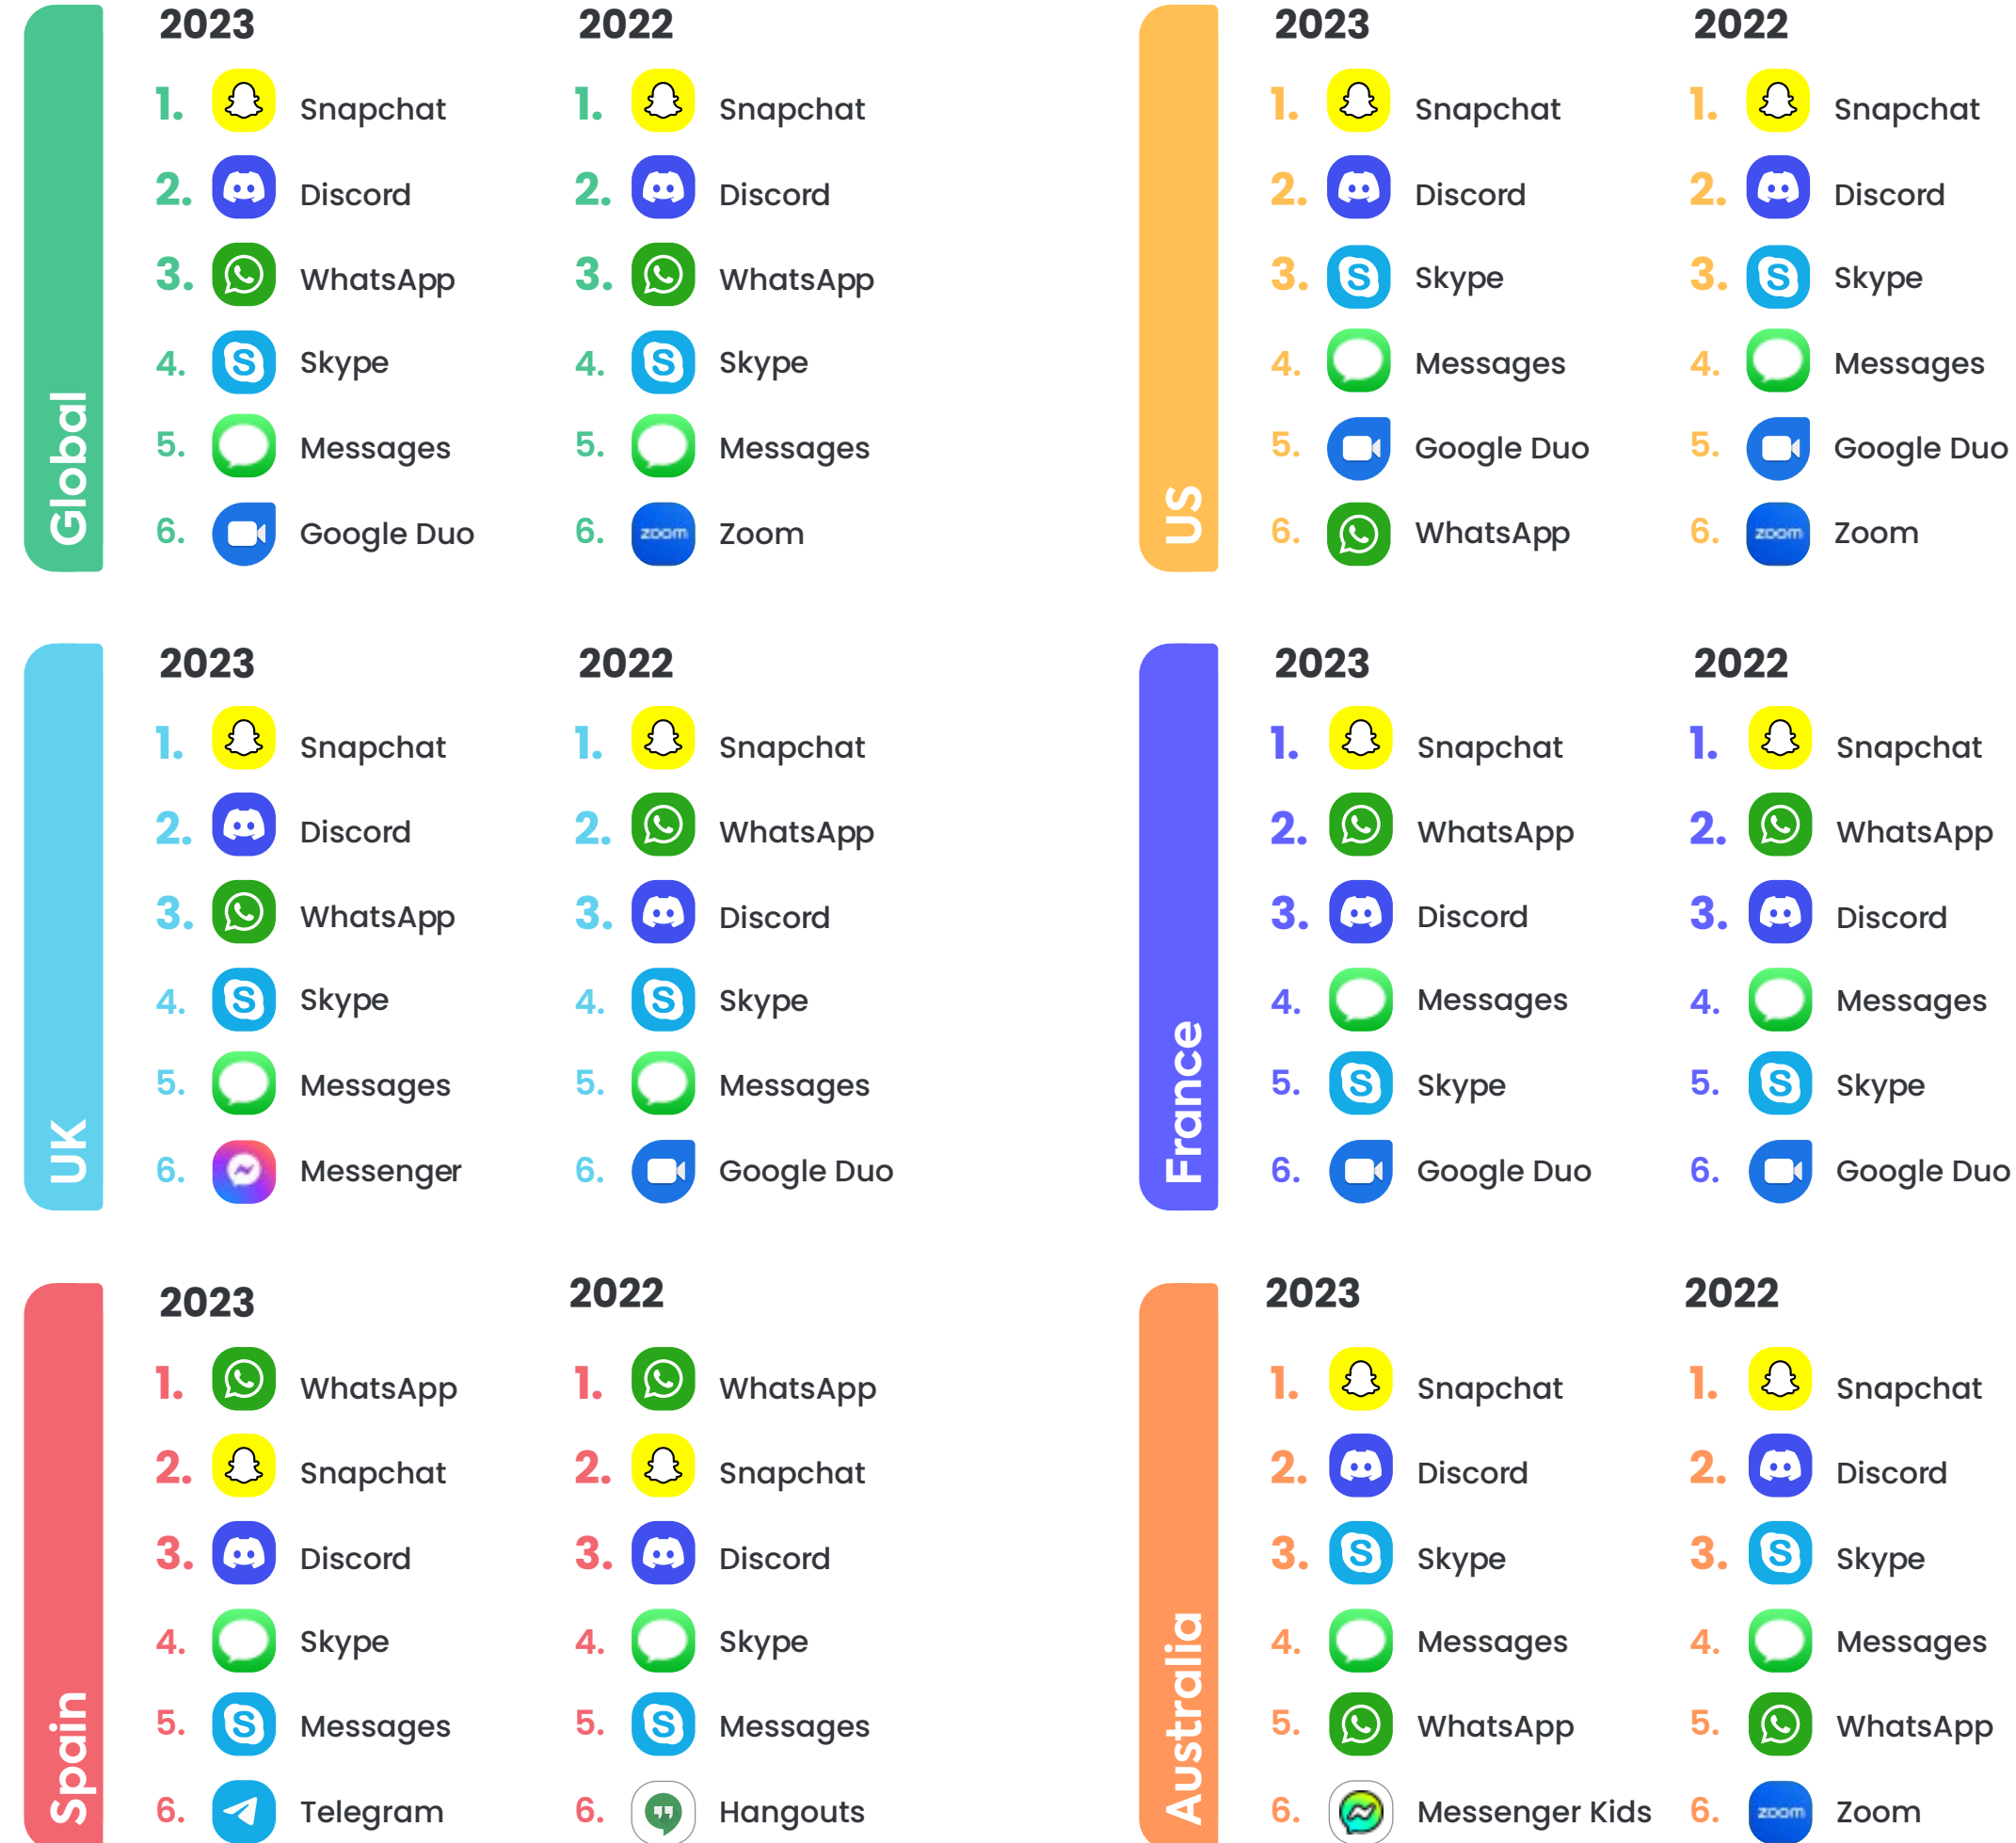 Global
2023
1. Snapchat
2. Discord
3. WhatsApp
4. Skype
5. Messages
6. Google Duo
2022
1. Snapchat
2. Discord
3. WhatsApp
4. Skype
5. Messages
6. zoom Zoom
US
2023
1. Snapchat
2. Discord
3. Skype
4. Messages
5. Google Duo
6. WhatsApp
2022
1. Snapchat
2. Discord
3. Skype
4. Messages
5. Google Duo
6. zoom Zoom
UK
2023
1. Snapchat
2. Discord
3. WhatsApp
4. Skype
5. Messages
6. Messenger
2022
1. Snapchat
2. WhatsApp
3. Discord
4. Skype
5. Messages
6. Google Duo
France
2023
1. Snapchat
2. WhatsApp
3. Discord
4. Messages
5. Skype
6. Google Duo
2022
1. Snapchat
2. WhatsApp
3. Discord
4. Messages
5. Skype
6. Google Duo
Spain
2023
1. WhatsApp
2. Snapchat
3. Discord
4. Skype
5. Messages
6. Telegram
2022
1. WhatsApp
2. Snapchat
3. Discord
4. Skype
5. Messages
6. Hangouts
Australia
2023
1. Snapchat
2. Discord
3. Skype
4. Messages
5. WhatsApp
6. Messenger Kids
2022
1. Snapchat
2. Discord
3. Skype
4. Messages
5. WhatsApp
6. zoom Zoom